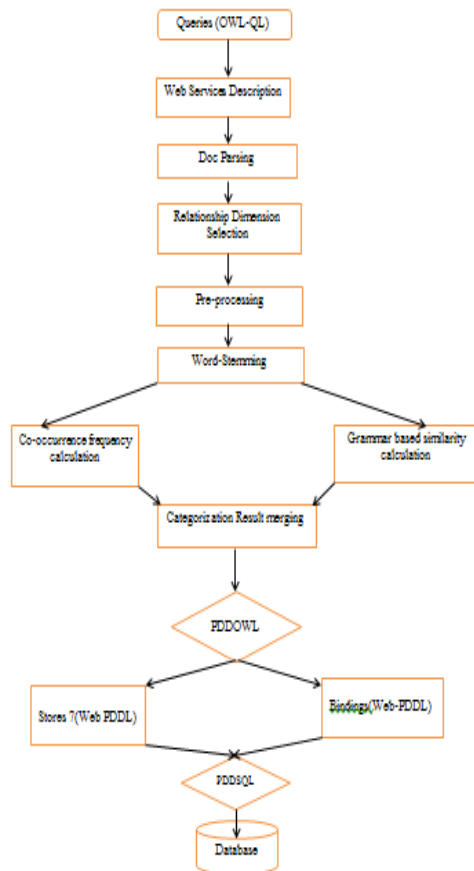 Queries (OWL-QL)
Web Services Description
Doc Parsing
Relationship Dimension
Selection
Pre-processing
Word-Stemming
Co-occurrence frequency
calculation
Grammar based similarity
calculation
Categorization Result merging
PDDOWL
Stores 7(Web PDDL)
Bindings(Web-PDDL)
PDDSQL
Database